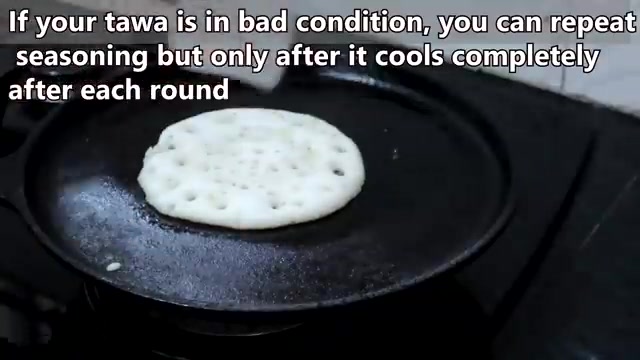 If your tawa is in bad condition, you can repeat
seasoning but only after it cools completely
after each round